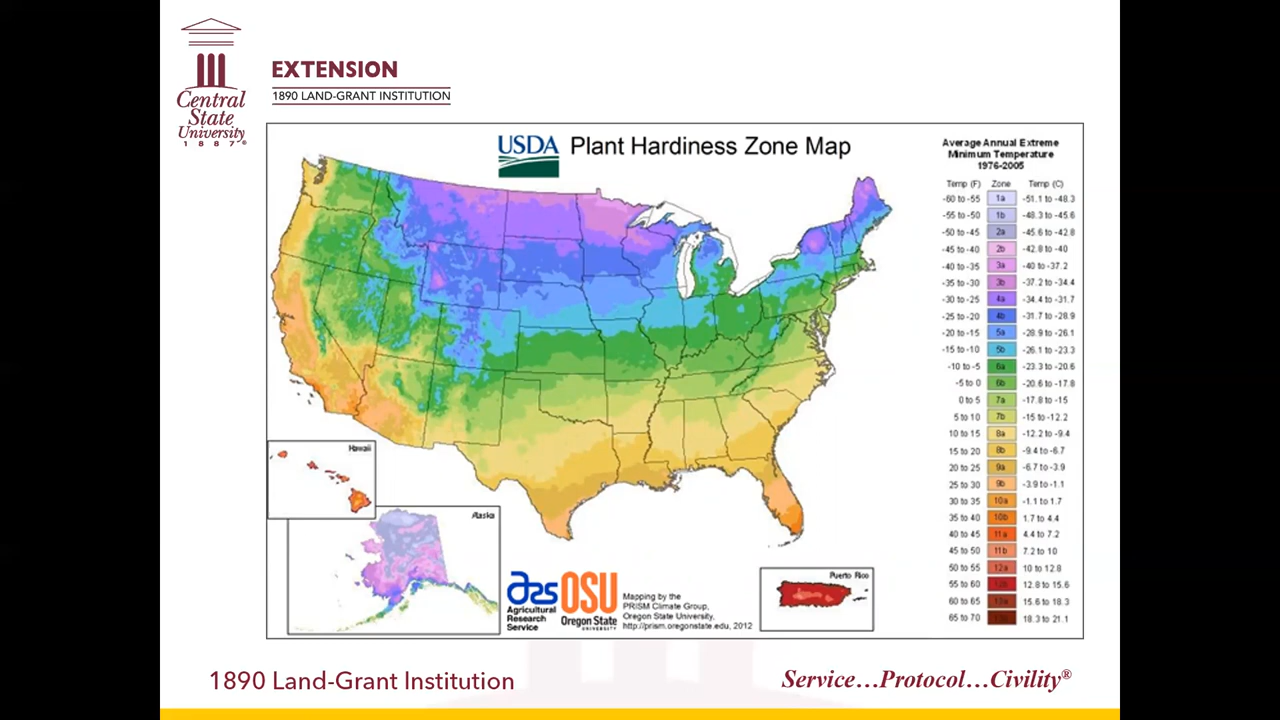 Central
State
University
1887®
EXTENSION
1890 LAND-GRANT INSTITUTION
USDA Plant Hardiness Zone Map
Average Annual Extreme
Minimum Temperature
1976-2005
Temp (F) Zone Temp (C)
-60 to -55 1a -51.1 to -48.3
-55 to -50 1b -48.3 to -45.6
-50 to -45 2a -45.6 to -42.8
-45 to -40 2b -42.8 to -40
-40 to -35 3a -40 to -37.2
-35 to -30 3b -37.2 to -34.4
-30 to -25 4a -34.4 to -31.7
-25 to -20 4b -31.7 to -28.9
-20 to -15 5a -28.9 to -26.1
-15 to -10 5b -26.1 to -23.3
-10 to -5 6a -23.3 to -20.6
-5 to 0 6b -20.6 to -17.8
0 to 5 7a -17.8 to -15
5 to 10 7b -15 to -12.2
10 to 15 8a -12.2 to -9.4
15 to 20 8b -9.4 to -6.7
20 to 25 9a -6.7 to -3.9
25 to 30 9b -3.9 to -1.1
30 to 35 10a -1.1 to 1.7
35 to 40 10b 1.7 to 4.4
40 to 45 11a 4.4 to 7.2
45 to 50 11b 7.2 to 10
50 to 55 12a 10 to 12.8
55 to 60 12.8 to 15.6
60 to 65 15.6 to 18.3
65 to 70 18.3 to 21.1
Hawaii
Alaska
ars
Agricultural
Research
Service
OSU
Oregon State
UNIVERSITY
Mapping by the
PRISM Climate Group,
Oregon State University,
http://prism.oregonstate.edu, 2012
Puerto Rico
1890 Land-Grant Institution
Service...Protocol...Civility®